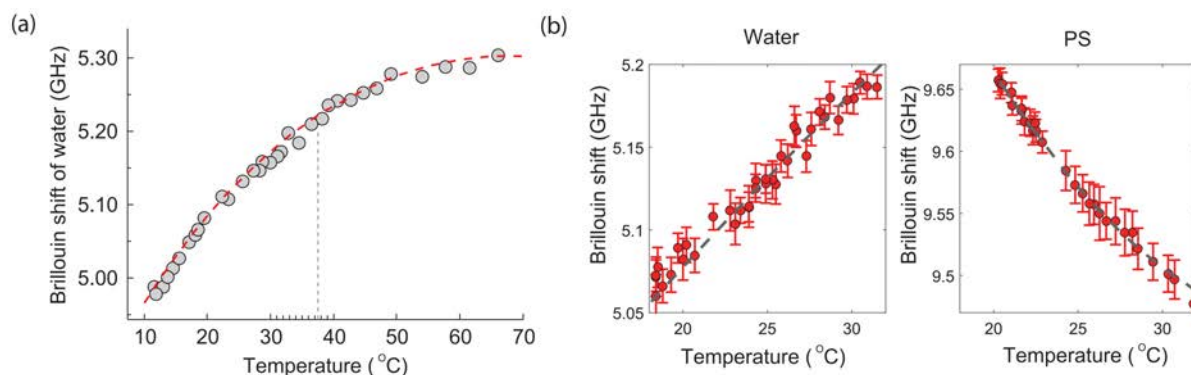 (a)
Brillouin shift of water (GHz)
5.30
5.20
5.10
5.00
10
20
30
40
50
60
70
Temperature ( °C)
(b)
Water
Brillouin shift (GHz)
5.2
5.15
5.1
5.05
20
25
30
Temperature (°C)
PS
Brillouin shift (GHz)
9.65
9.6
9.55
9.5
20
25
30
Temperature (°C)